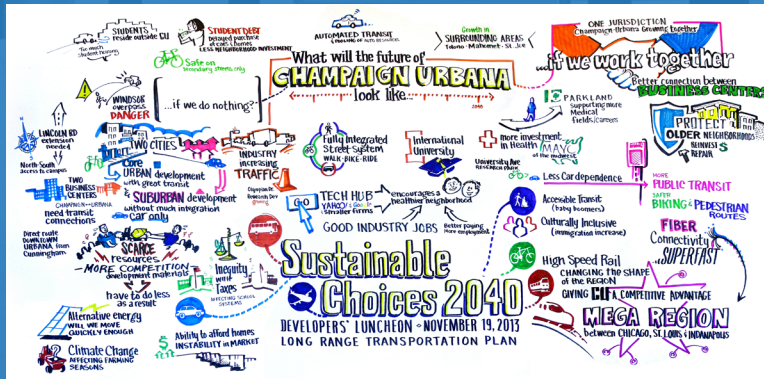 STUDENTS
reside outside CU
Too much
student housing
STUDENT DEBT
Delayed purchase
of cars & homes
LESS NEIGHBORHOOD INVESTMENT
Safe on
secondary streets only
AUTOMATED TRANSIT
& POOLING OF AUTO RESOURCES
Growth in
SURROUNDING AREAS
Tolono · Mahomet · St. Joe
ONE JURISDICTION
Champaign-Urbana Growing together
What will the future of
CHAMPAIGN URBANA
look like...
2040
...if we do nothing?
if we work together
Better connection between
BUSINESS CENTERS
WINDSOR
overpass
DANGER
LINCOLN RD
extension
needed
North-South
access to campus
TWO CITIES
Core
URBAN development
with great transit
SUBURBAN development
without much integration
car only
INDUSTRY
increasing
TRAFFIC
TWO
BUSINESS
CENTERS
CHAMPAIGN-URBANA
need transit
connections
Direct route
DOWNTOWN
URBANA from
Cunningham
Fully integrated
Street System
WALK·BIKE·RIDE
International
University
PARKLAND
supporting more
Medical
fields/careers
more investment
in Health
MAYO
of the midwest
PROTECT
OLDER NEIGHBORHOODS
REINVEST &
REPAIR
GO
TECH HUB
YAHOO & Google
& smaller firms
encourages a
healthier neighborhood
GOOD INDUSTRY JOBS
Better paying
more employment
Less Car dependence
MORE
PUBLIC TRANSIT
SAFER
BIKING & PEDESTRIAN
ROUTES
Accessible Transit
(baby boomers)
Culturally Inclusive
(immigration increase)
FIBER
Connectivity
...SUPERFAST
SCARCE
resources
-MORE COMPETITION
development materials
have to do less
as a result
Inequity
with
Taxes
AFFECTING SCHOOL
SYSTEMS
Sustainable
Choices 2040
DEVELOPERS' LUNCHEON · NOVEMBER 19, 2013
LONG RANGE TRANSPORTATION PLAN
High Speed Rail
CHANGING THE SHAPE
of the REGION
GIVING A COMPETITIVE ADVANTAGE
MEGA REGION
between CHICAGO, ST. LOUIS & INDIANAPOLIS
Alternative energy
WILL WE MOVE
QUICKLY ENOUGH
Climate Change
AFFECTING FARMING
SEASONS
Ability to afford homes
INSTABILITY in MARKET